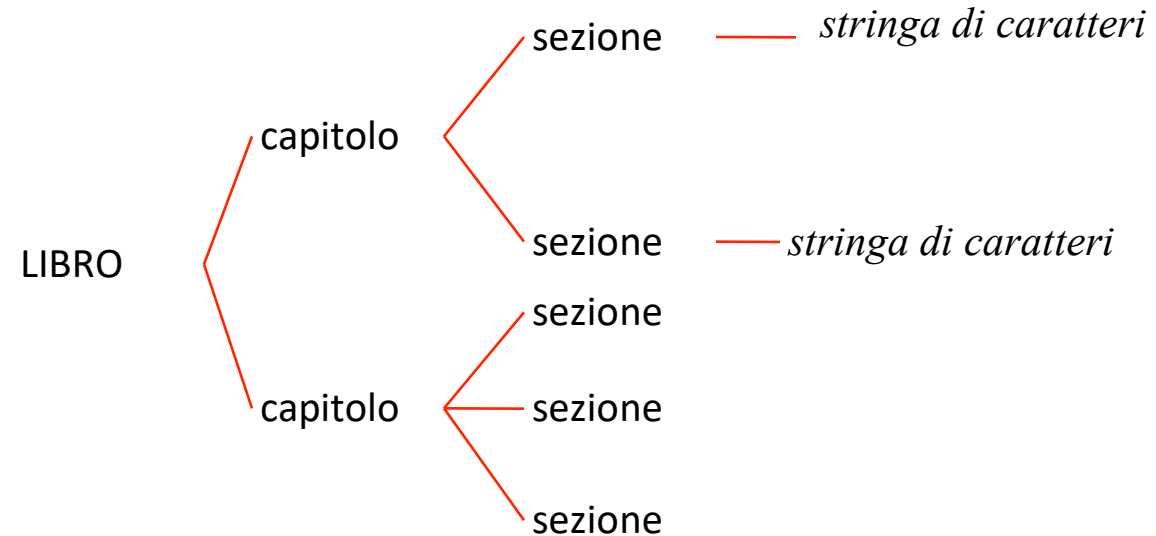 sezione stringa di caratteri
capitolo
sezione stringa di caratteri
LIBRO
sezione
capitolo sezione
sezione